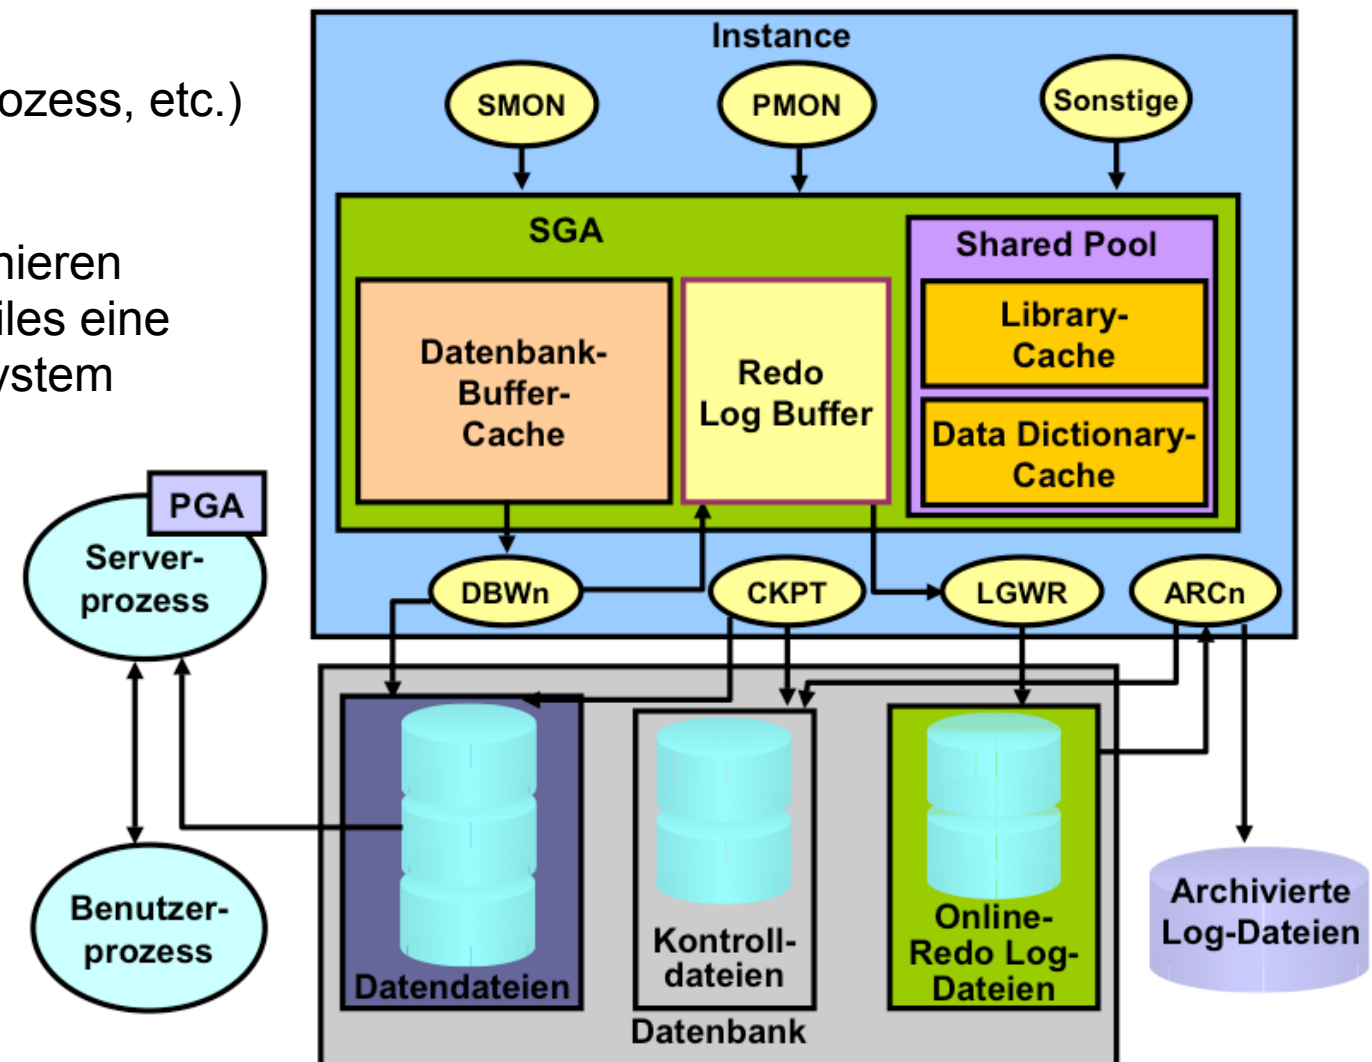 ozess, etc.)
nieren
iles eine
ystem
Instance
SMON
PMON
Sonstige
SGA
Shared Pool
Datenbank-
Buffer-
Cache
Redo
Log Buffer
Library-
Cache
Data Dictionary-
Cache
PGA
Server-
prozess
DBWn
CKPT
LGWR
ARCn
Benutzer-
prozess
Datendateien
Kontroll-
dateien
Online-
Redo Log-
Dateien
Archivierte
Log-Dateien
Datenbank